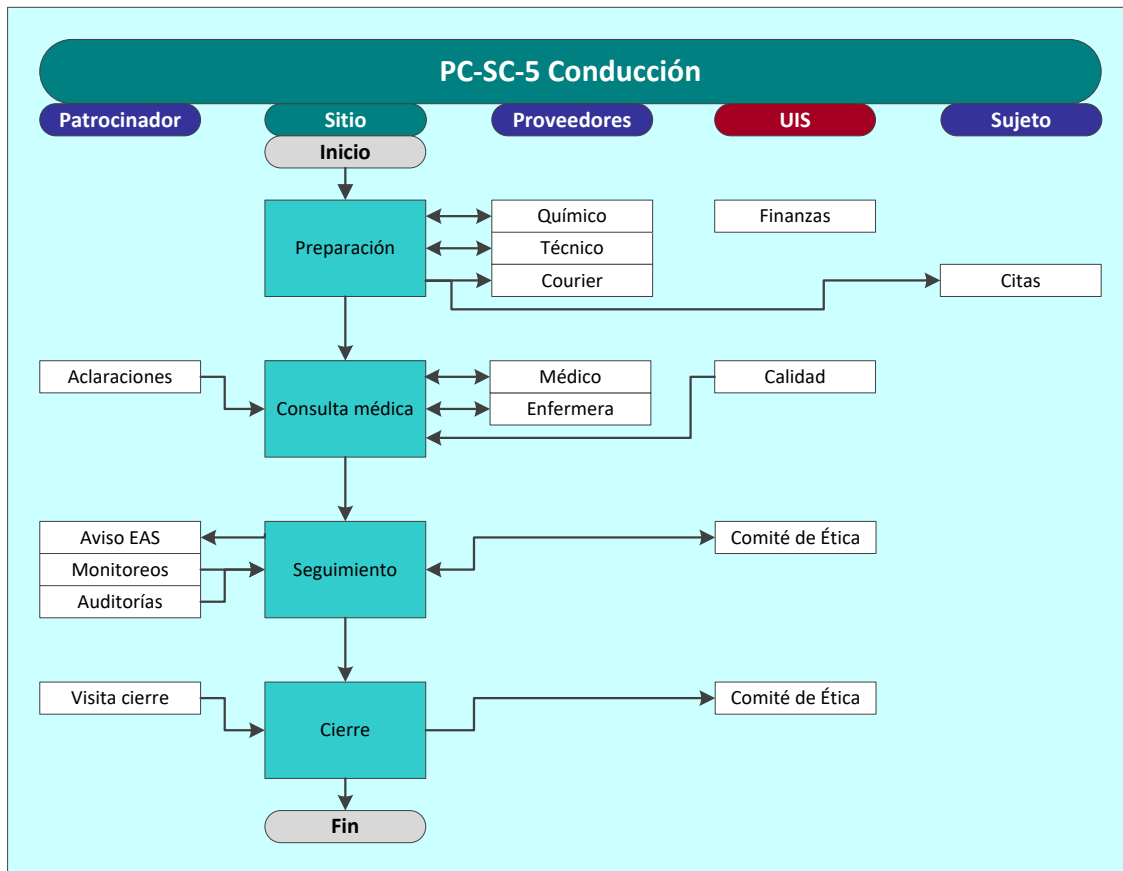 PC-SC-5 Conducción
Patrocinador
Sitio
Proveedores
UIS
Sujeto
Inicio
Preparación
Químico
Técnico
Courier
Finanzas
Citas
Aclaraciones
Consulta médica
Médico
Enfermera
Calidad
Aviso EAS
Monitoreos
Auditorías
Seguimiento
Comité de Ética
Visita cierre
Cierre
Comité de Ética
Fin